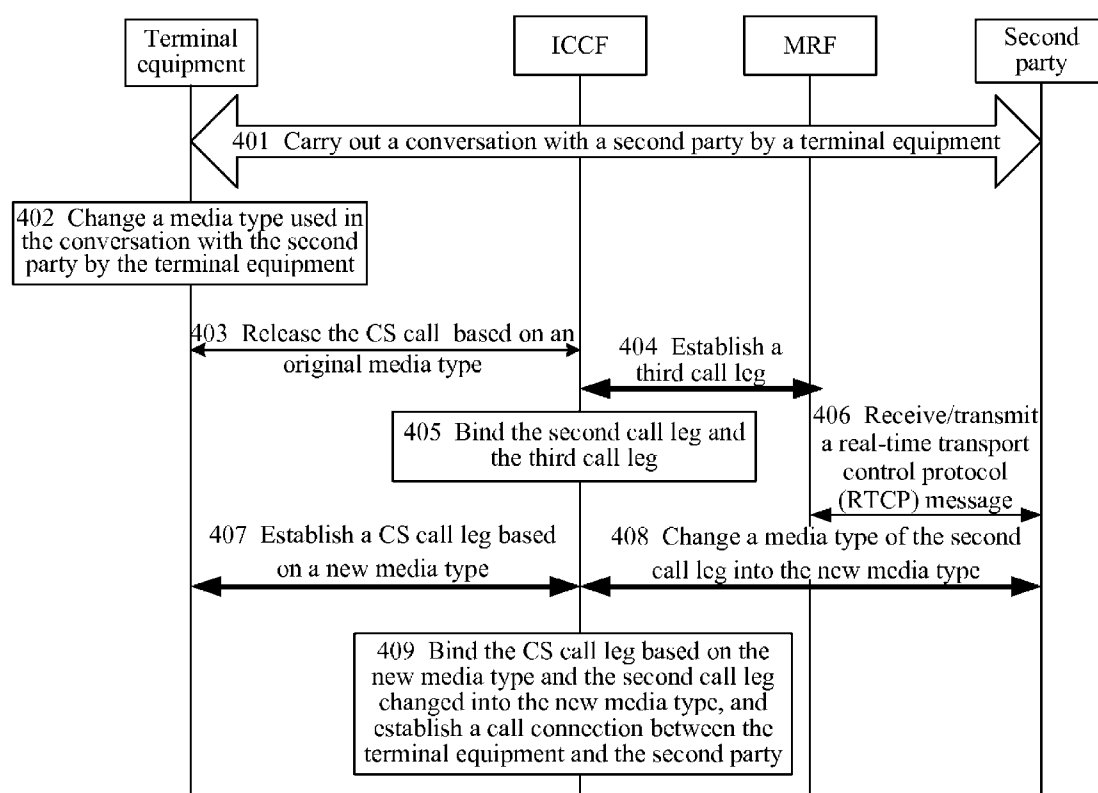 Terminal
equipment
ICCF
MRF
Second
party
401 Carry out a conversation with a second party by a terminal equipment
402 Change a media type used in
the conversation with the second
party by the terminal equipment
403 Release the CS call based on an
original media type
404 Establish a
third call leg
405 Bind the second call leg and
the third call leg
406 Receive/transmit
a real-time transport
control protocol
(RTCP) message
407 Establish a CS call leg based
on a new media type
408 Change a media type of the second
call leg into the new media type
409 Bind the CS call leg based on the
new media type and the second call leg
changed into the new media type, and
establish a call connection between the
terminal equipment and the second party